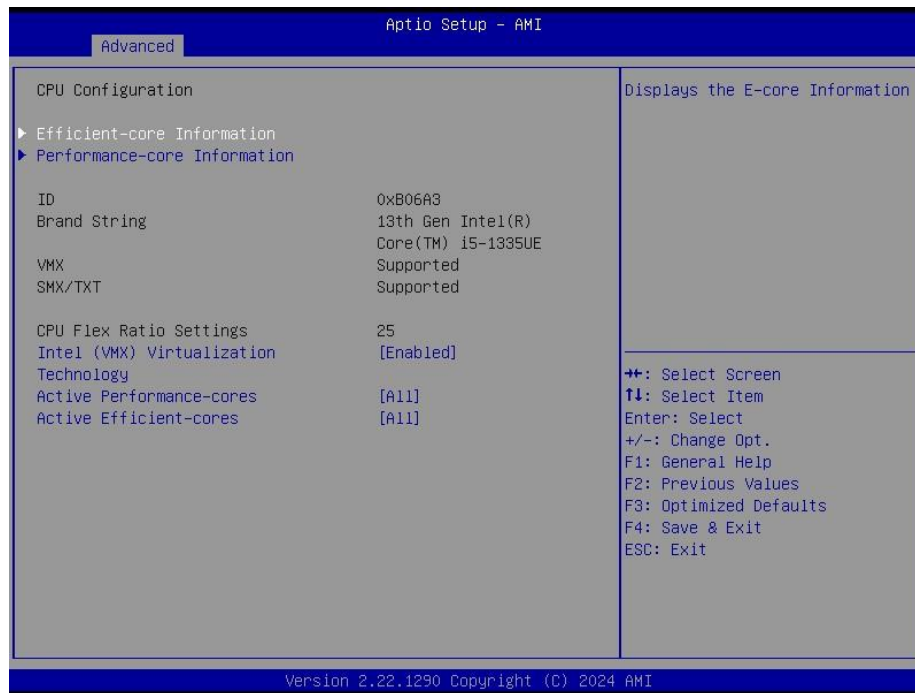 Aptio Setup - AMI
Advanced
CPU Configuration
Efficient-core Information
Performance-core Information
ID 0xB06A3
Brand String 13th Gen Intel(R)
Core(TM) i5-1335UE
VMX Supported
SMX/TXT Supported
CPU Flex Ratio Settings 25
Intel (VMX) Virtualization [Enabled]
Technology
Active Performance-cores [All]
Active Efficient-cores [All]
Displays the E-core Information
→←: Select Screen
↑↓: Select Item
Enter: Select
+/-: Change Opt.
F1: General Help
F2: Previous Values
F3: Optimized Defaults
F4: Save & Exit
ESC: Exit
Version 2.22.1290 Copyright (C) 2024 AMI